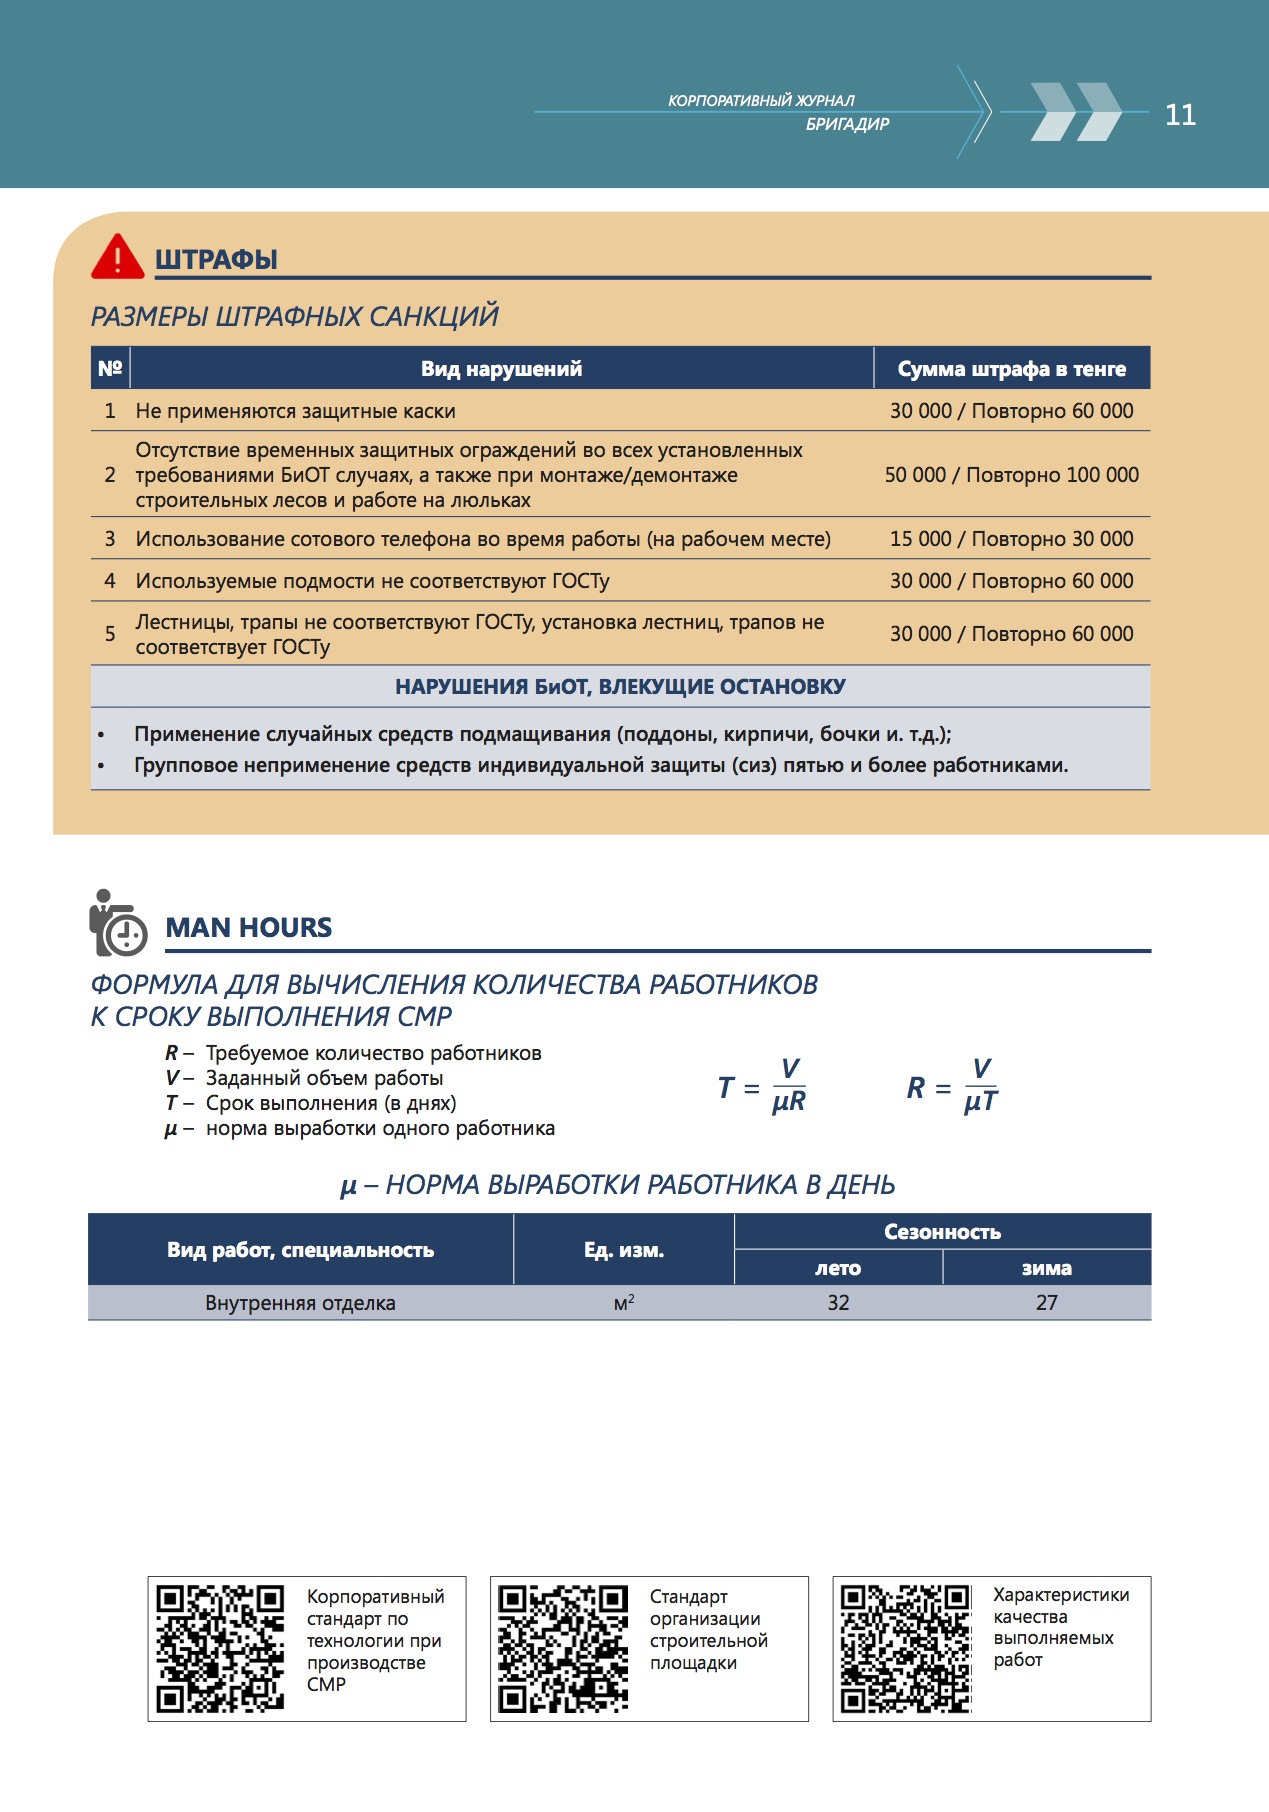 КОРПОРАТИВНЫЙ ЖУРНАЛ
БРИГАДИР
11
ШТРАФЫ
РАЗМЕРЫ ШТРАФНЫХ САНКЦИЙ
№ Вид нарушений Сумма штрафа в тенге
1 Не применяются защитные каски 30 000 / Повторно 60 000
Отсутствие временных защитных ограждений во всех установленных
2 требованиями БиОТ случаях, а также при монтаже/демонтаже 50 000 / Повторно 100 000
строительных лесов и работе на люльках
3 Использование сотового телефона во время работы (на рабочем месте) 15 000 / Повторно 30 000
4 Используемые подмости не соответствуют ГОСТу 30 000 / Повторно 60 000
5 Лестницы, трапы не соответствуют ГОСТу, установка лестниц, трапов не
соответствует ГОСТу 30 000 / Повторно 60 000
НАРУШЕНИЯ БиОТ, ВЛЕКУЩИЕ ОСТАНОВКУ
• Применение случайных средств подмащивания (поддоны, кирпичи, бочки и. т.д.);
• Групповое неприменение средств индивидуальной защиты (сиз) пятью и более работниками.
MAN HOURS
ФОРМУЛА ДЛЯ ВЫЧИСЛЕНИЯ КОЛИЧЕСТВА РАБОТНИКОВ
К СРОКУ ВЫПОЛНЕНИЯ СМР
R – Требуемое количество работников
V – Заданный объем работы
T – Срок выполнения (в днях)
μ – норма выработки одного работника
T = V / μR
R = V / μT
μ – НОРМА ВЫРАБОТКИ РАБОТНИКА В ДЕНЬ
Вид работ, специальность Ед. изм. Сезонность
лето зима
Внутренняя отделка м² 32 27
Корпоративный
стандарт по
технологии при
производстве
СМР
Стандарт
организации
строительной
площадки
Характеристики
качества
выполняемых
работ